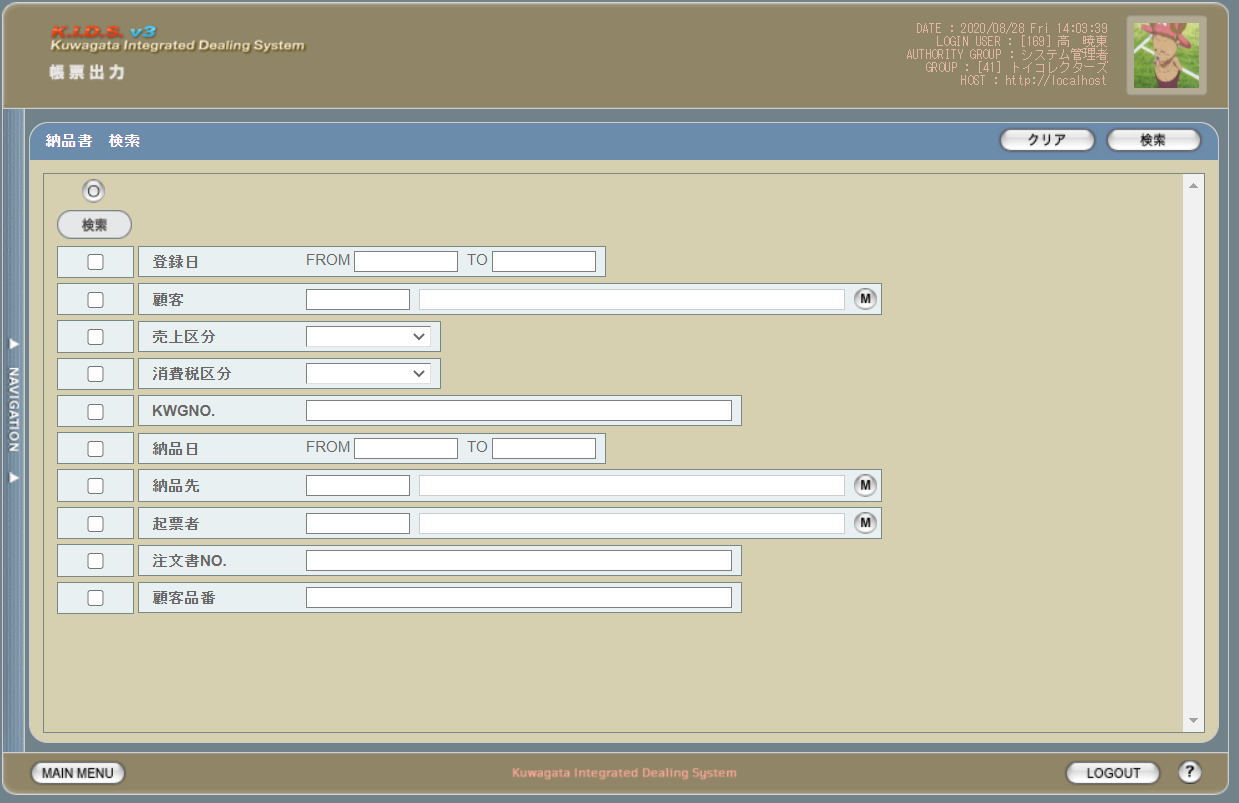 K.I.D.S. v3
Kuwagata Integrated Dealing System
帳票出力
DATE : 2020/08/28 Fri 14:03:39
LOGIN USER : [169] 高　暁東
AUTHORITY GROUP : システム管理者
GROUP : [41] トイコレクターズ
HOST : http://localhost
納品書　検索
クリア
検索
検索
登録日 FROM TO
顧客 M
売上区分
消費税区分
KWGNO.
納品日 FROM TO
納品先 M
起票者 M
注文書NO.
顧客品番
NAVIGATION
MAIN MENU
Kuwagata Integrated Dealing System
LOGOUT
?